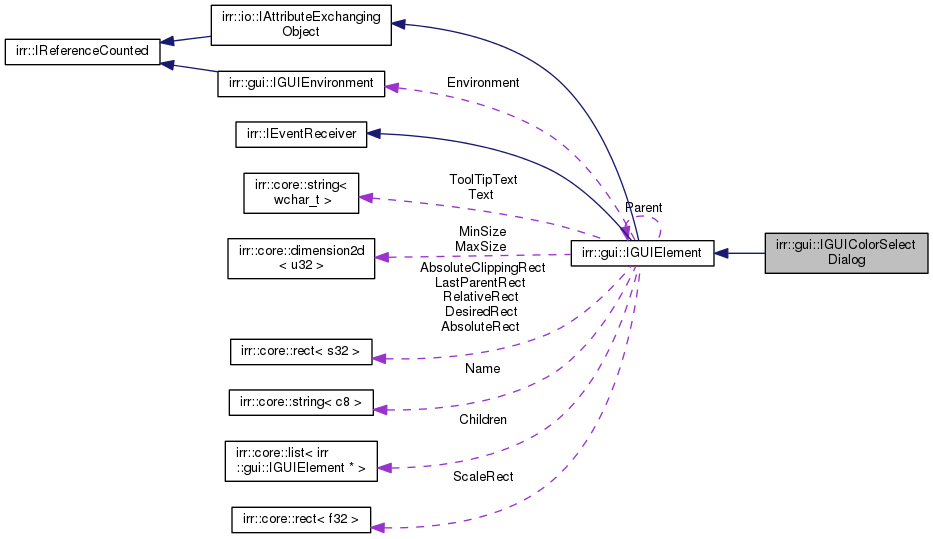 irr::io::IAttributeExchanging
Object
irr::IReferenceCounted
irr::gui::IGUIEnvironment
Environment
irr::IEventReceiver
irr::core::string<
wchar_t >
ToolTipText
Text
Parent
irr::gui::IGUIElement
irr::gui::IGUIColorSelect
Dialog
irr::core::dimension2d
< u32 >
MinSize
MaxSize
AbsoluteClippingRect
LastParentRect
RelativeRect
DesiredRect
AbsoluteRect
irr::core::rect< s32 >
Name
irr::core::string< c8 >
Children
irr::core::list< irr
::gui::IGUIElement * >
ScaleRect
irr::core::rect< f32 >